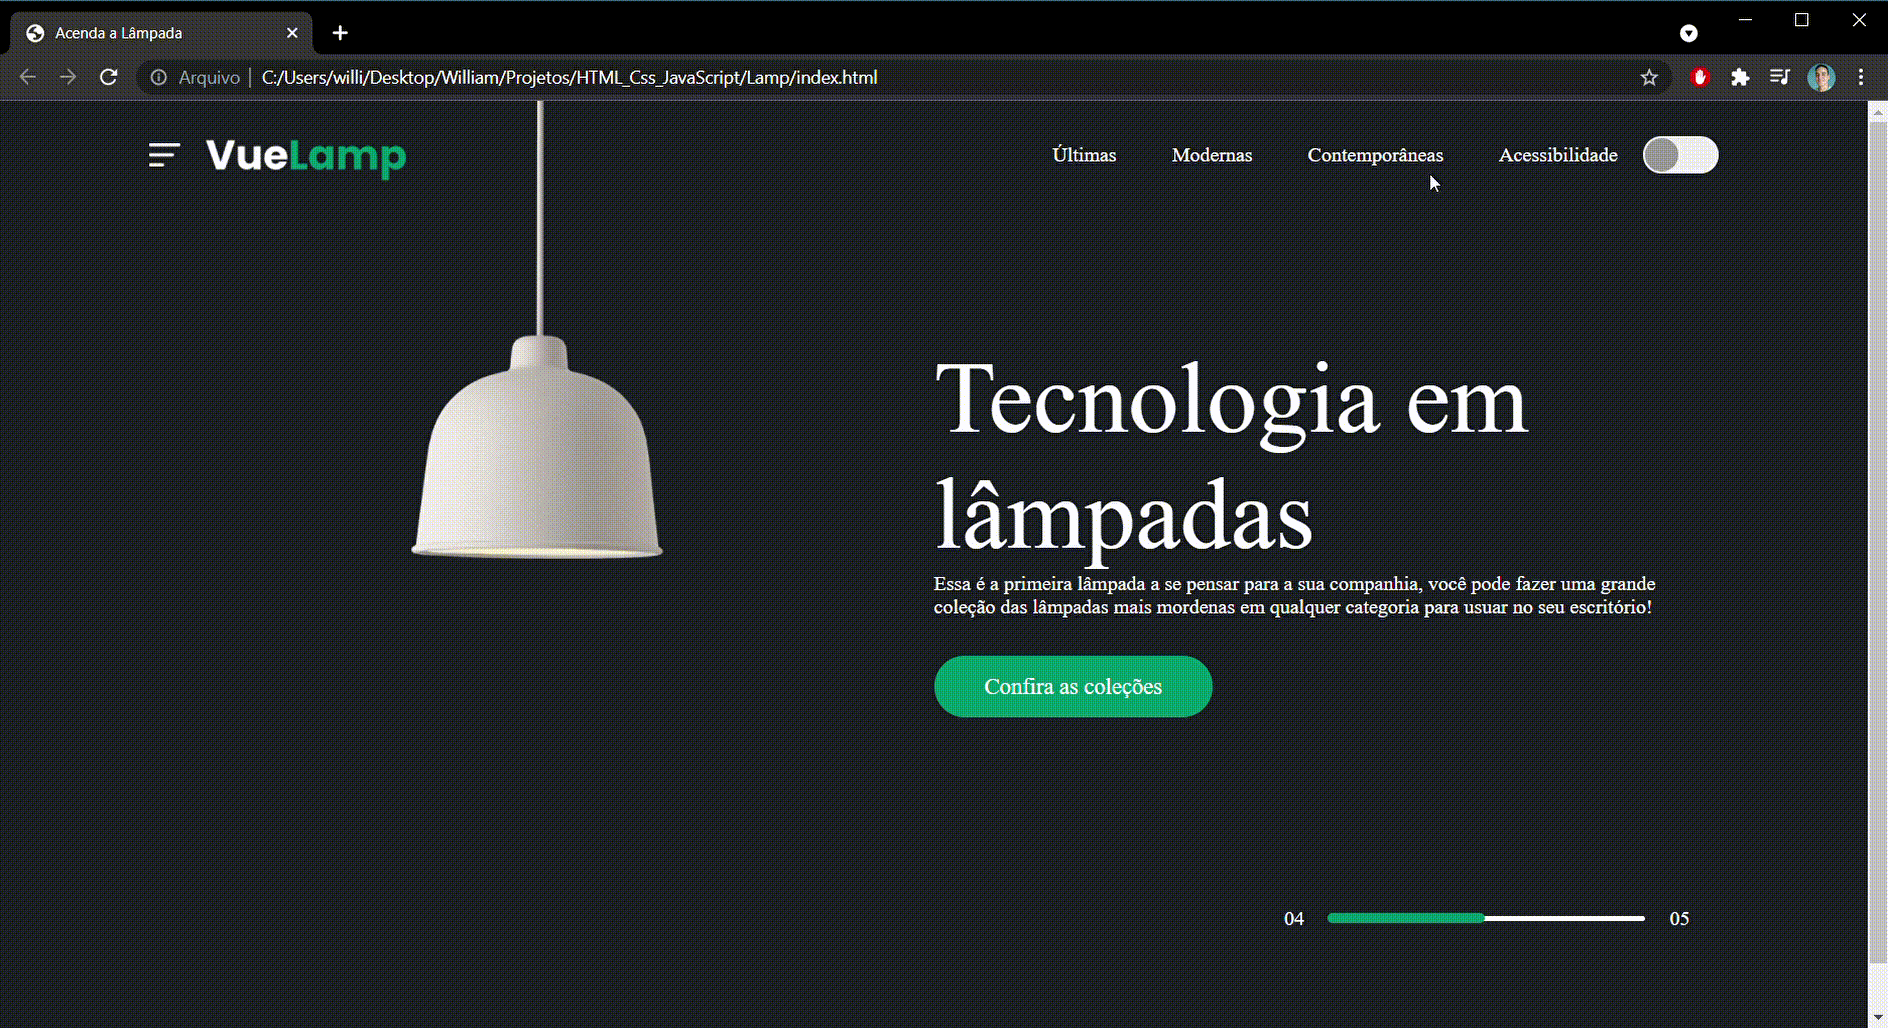 Acenda a Lâmpada
Arquivo | C:/Users/willi/Desktop/William/Projetos/HTML_Css_JavaScript/Lamp/index.html
VueLamp
Últimas
Modernas
Contemporâneas
Acessibilidade
Tecnologia em
lâmpadas
Essa é a primeira lâmpada a se pensar para a sua companhia, você pode fazer uma grande
coleção das lâmpadas mais mordenas em qualquer categoria para usuar no seu escritório!
Confira as coleções
04
05